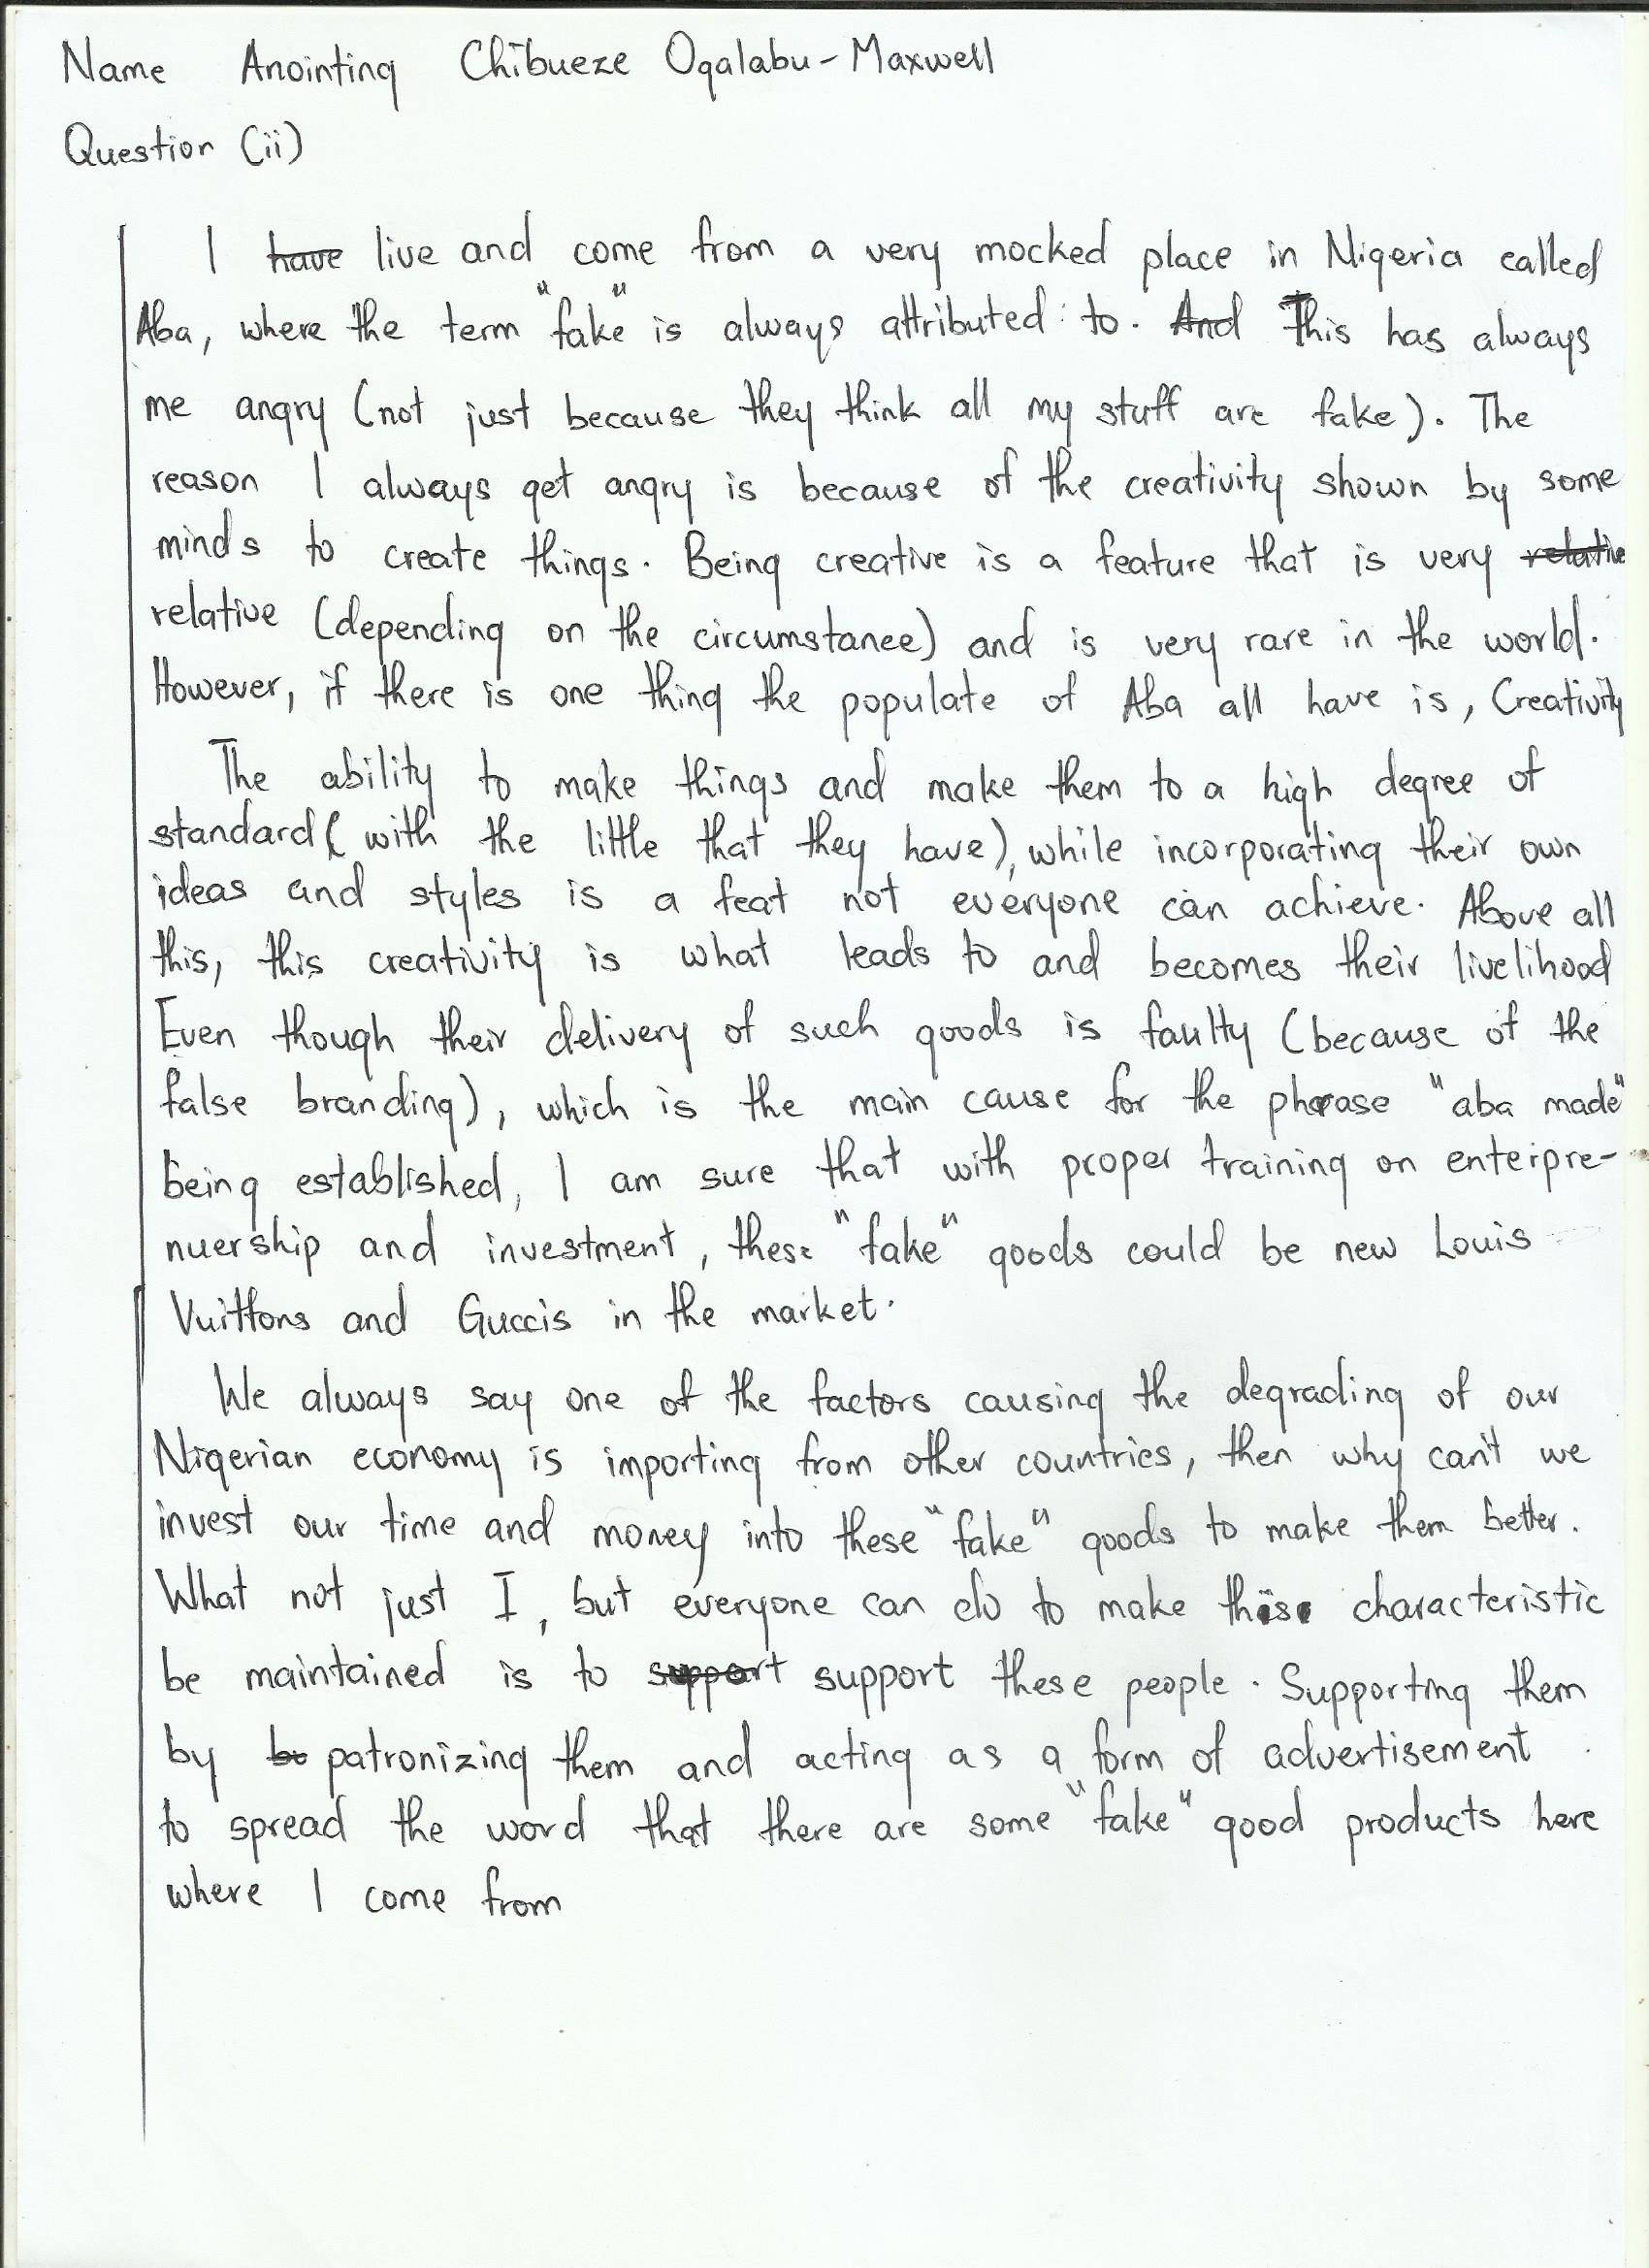 Name Anointing Chibueze Ogalabu-Maxwell
Question (ii)
I have live and come from a very mocked place in Nigeria called
Aba, where the term "fake" is always attributed to. And This has always
me angry (not just because they think all my stuff are fake). The
reason I always get angry is because of the creativity shown by some
minds to create things. Being creative is a feature that is very relative
relative (depending on the circumstance) and is very rare in the world.
However, if there is one thing the populate of Aba all have is, Creativity
The ability to make things and make them to a high degree of
standard (with the little that they have), while incorporating their own
ideas and styles is a feat not everyone can achieve. Above all
this, this creativity is what leads to and becomes their livelihood
Even though their delivery of such goods is faulty (because of the
false branding), which is the main cause for the phrase "aba made"
being established, I am sure that with proper training on enterpre-
nuership and investment, these "fake" goods could be new Louis
Vuittons and Guccis in the market.
We always say one of the factors causing the degrading of our
Nigerian economy is importing from other countries, then why can't we
invest our time and money into these "fake" goods to make them better.
What not just I, but everyone can do to make this characteristic
be maintained is to support support these people. Supporting them
by be patronizing them and acting as a form of advertisement
to spread the word that there are some "fake" good products here
where I come from